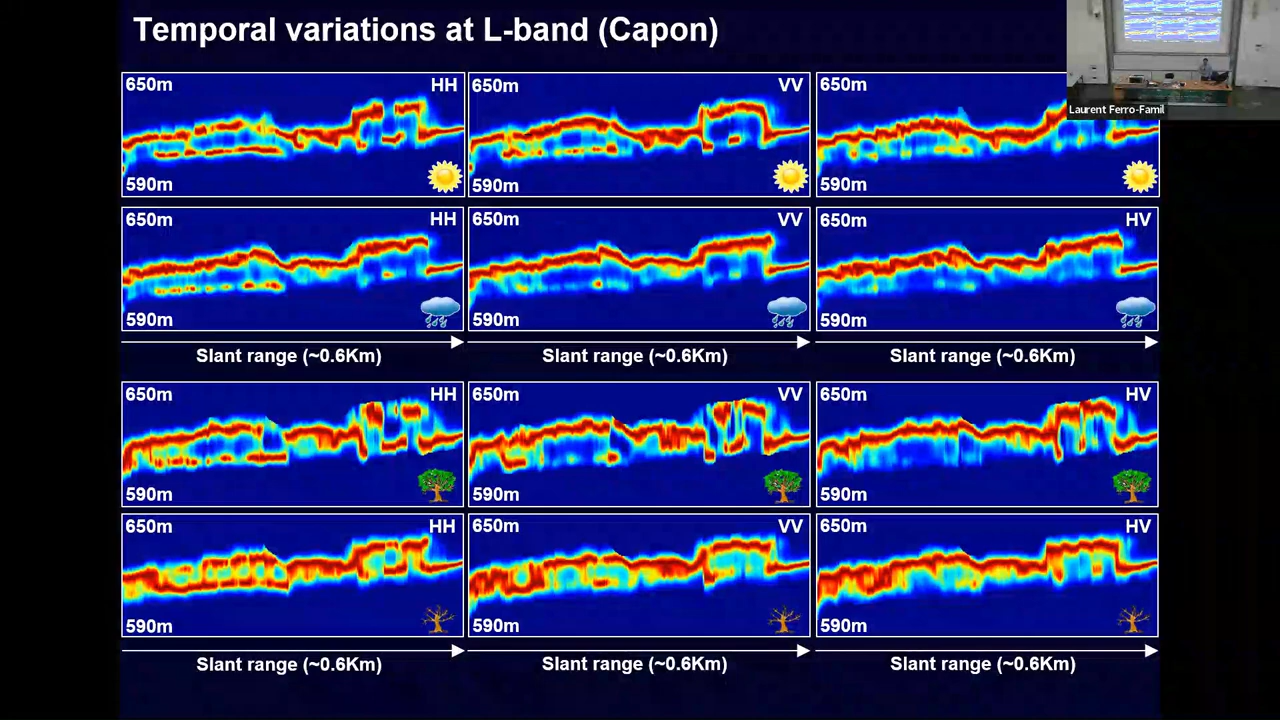 Temporal variations at L-band (Capon)
650m HH 650m VV 650m
Laurent Ferro-Famil
590m 590m 590m
650m HH 650m VV 650m HV
590m 590m 590m
Slant range (~0.6Km) Slant range (~0.6Km) Slant range (~0.6Km)
650m HH 650m VV 650m HV
590m 590m 590m
650m HH 650m VV 650m HV
590m 590m 590m
Slant range (~0.6Km) Slant range (~0.6Km) Slant range (~0.6Km)